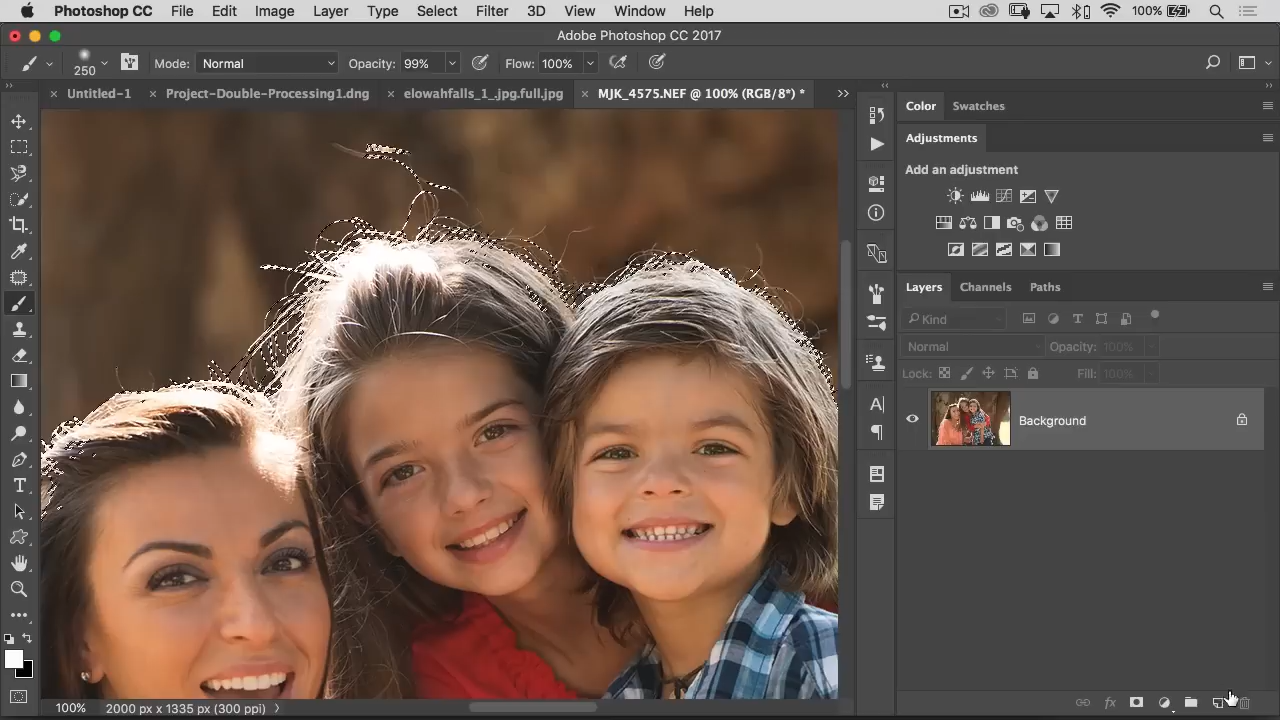 Photoshop CC File Edit Image Layer Type Select Filter 3D View Window Help 100%
Adobe Photoshop CC 2017
250 Mode: Normal Opacity: 99% Flow: 100%
× Untitled-1 × Project-Double-Processing1.dng × elowahfalls_1_.jpg.full.jpg × MJK_4575.NEF @ 100% (RGB/8*) * >>
Color Swatches
Adjustments
Add an adjustment
Layers Channels Paths
Kind
Normal Opacity: 100%
Lock: Fill: 100%
Background
100% 2000 px x 1335 px (300 ppi) >